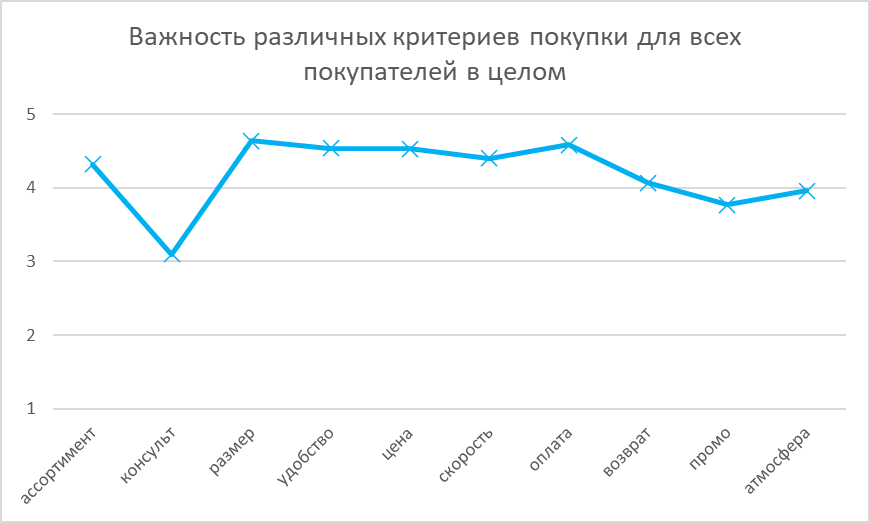 Важность различных критериев покупки для всех
покупателей в целом
5
4
3
2
1
ассортимент
консульт
размер
удобство
цена
скорость
оплата
возврат
промо
атмосфера